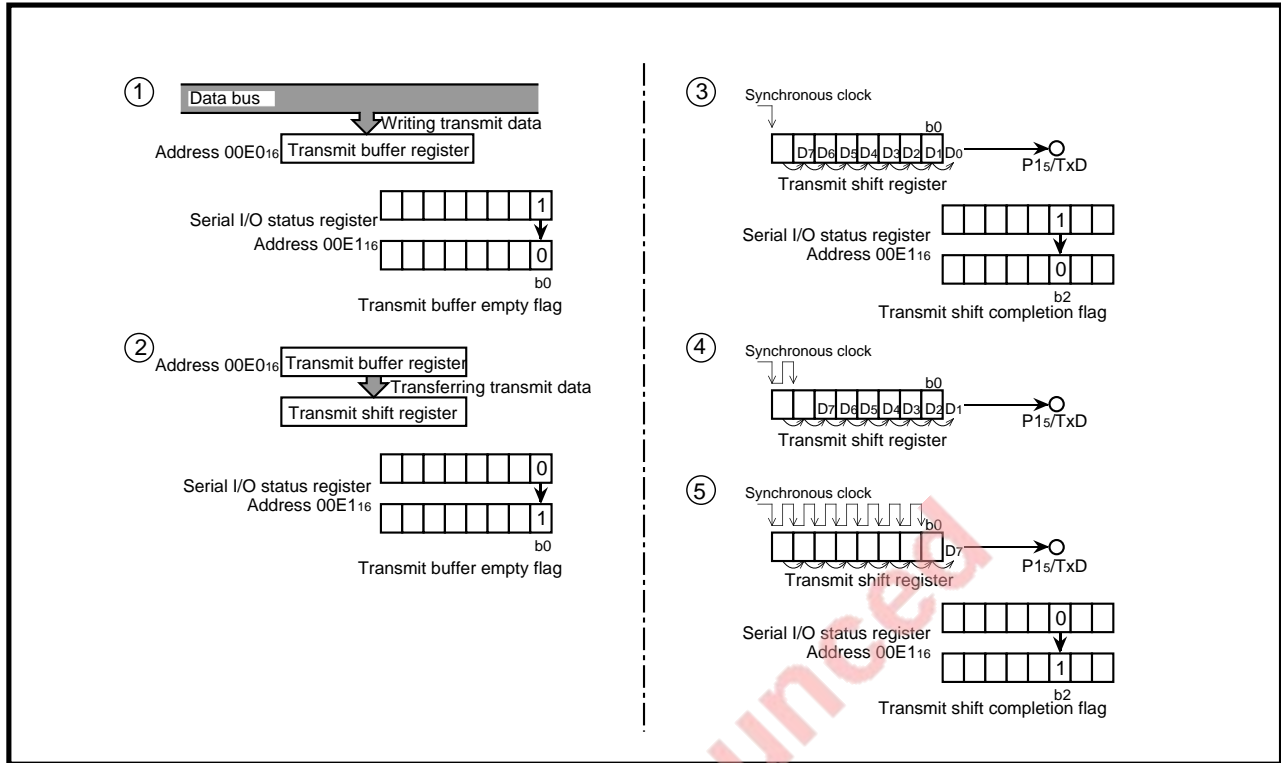 ①
Data bus
Writing transmit data
Address 00E0₁₆ Transmit buffer register
Serial I/O status register
1
Address 00E1₁₆
0
b0
Transmit buffer empty flag
②
Address 00E0₁₆ Transmit buffer register
Transferring transmit data
Transmit shift register
0
Serial I/O status register
Address 00E1₁₆
1
b0
Transmit buffer empty flag
③
Synchronous clock
b0
D₇ D₆ D₅ D₄ D₃ D₂ D₁ D₀
P1₅/TxD
Transmit shift register
1
Serial I/O status register
Address 00E1₁₆
0
b2
Transmit shift completion flag
④
Synchronous clock
b0
D₇ D₆ D₅ D₄ D₃ D₂ D₁
P1₅/TxD
Transmit shift register
⑤
Synchronous clock
b0
D₇
P1₅/TxD
Transmit shift register
0
Serial I/O status register
Address 00E1₁₆
1
b2
Transmit shift completion flag
unced